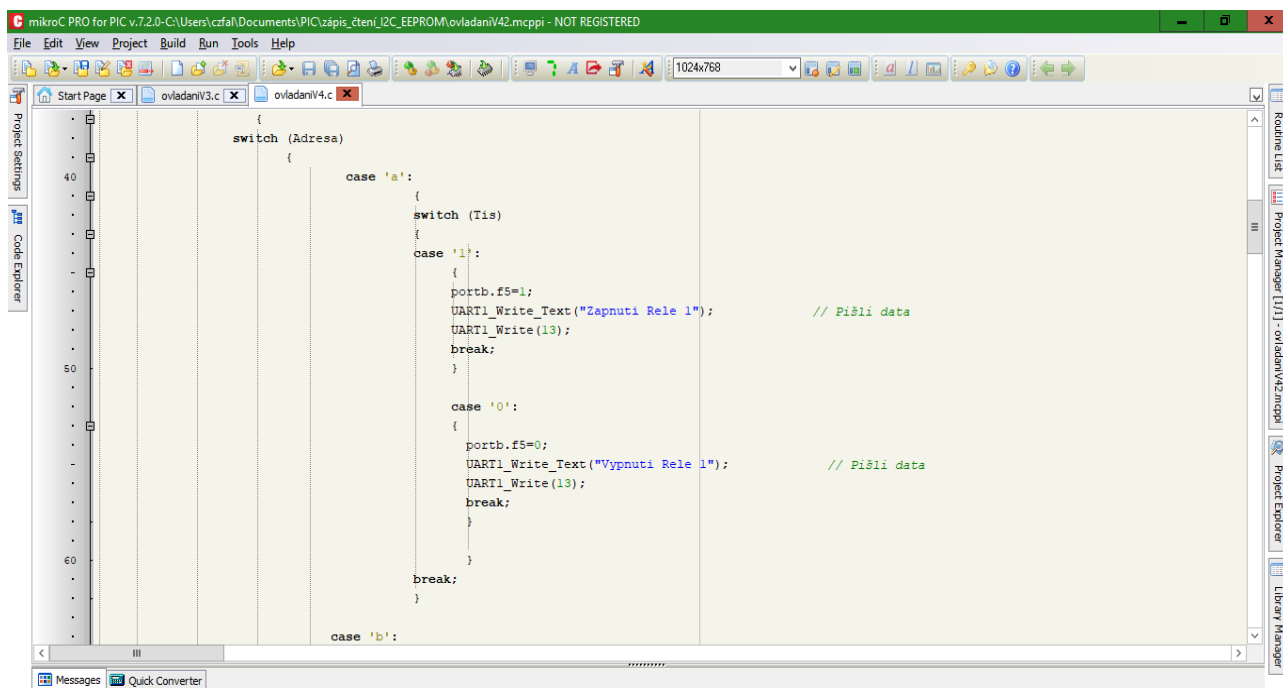 mikroC PRO for PIC v.7.2.0-C:\Users\czfal\Documents\PIC\zápis_čtení_I2C_EEPROM\ovladaniV42.mcppi - NOT REGISTERED
File Edit View Project Build Run Tools Help
1024x768
Start Page ovladaniV3.c ovladaniV4.c
Project Settings
Code Explorer
{
switch (Adresa)
{
40 case 'a':
{
switch (Tis)
{
case '1':
{
portb.f5=1;
UART1_Write_Text("Zapnuti Rele 1"); // Pišli data
UART1_Write(13);
break;
50 }
case '0':
{
portb.f5=0;
UART1_Write_Text("Vypnuti Rele 1"); // Pišli data
UART1_Write(13);
break;
}
60 }
break;
}
case 'b':
Routine List
Project Manager [1/1] - ovladaniV42.mcppi
Project Explorer
Library Manager
Messages Quick Converter